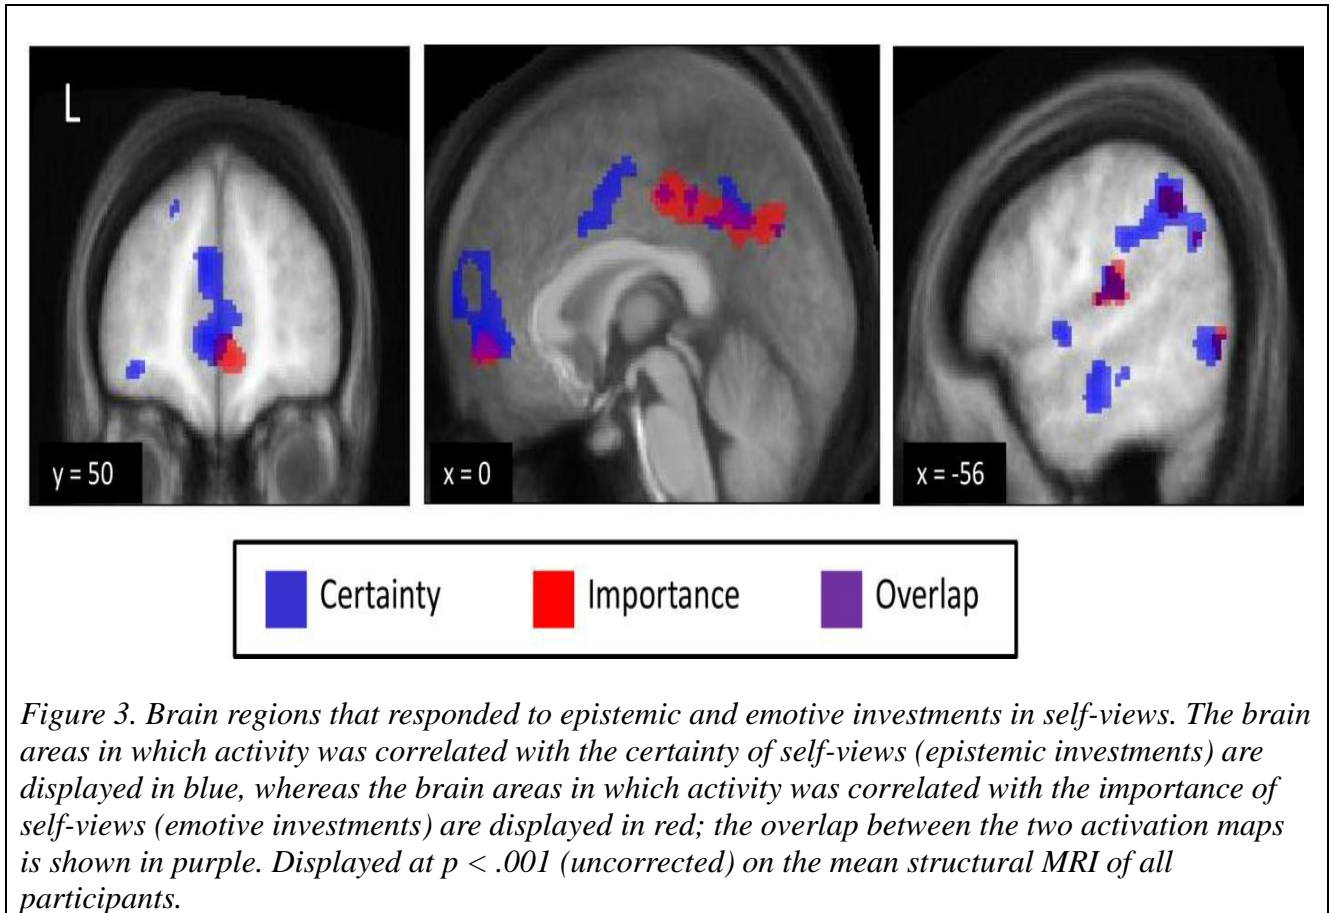 L
y = 50
x = 0
x = -56
Certainty
Importance
Overlap
Figure 3. Brain regions that responded to epistemic and emotive investments in self-views. The brain
areas in which activity was correlated with the certainty of self-views (epistemic investments) are
displayed in blue, whereas the brain areas in which activity was correlated with the importance of
self-views (emotive investments) are displayed in red; the overlap between the two activation maps
is shown in purple. Displayed at p < .001 (uncorrected) on the mean structural MRI of all
participants.